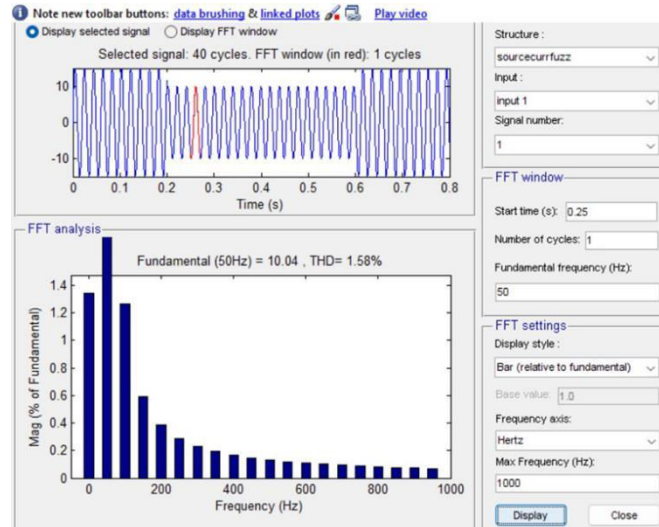 Note new toolbar buttons: data brushing & linked plots Play video
Display selected signal Display FFT window
Selected signal: 40 cycles. FFT window (in red): 1 cycles
10
0
-10
0 0.1 0.2 0.3 0.4 0.5 0.6 0.7 0.8
Time (s)
FFT analysis
Fundamental (50Hz) = 10.04 , THD= 1.58%
Mag (% of Fundamental)
1.4
1.2
1
0.8
0.6
0.4
0.2
0
0 200 400 600 800 1000
Frequency (Hz)
Structure :
sourcecurrfuzz
Input :
input 1
Signal number:
1
FFT window
Start time (s): 0.25
Number of cycles: 1
Fundamental frequency (Hz):
50
FFT settings
Display style :
Bar (relative to fundamental)
Base value: 1.0
Frequency axis:
Hertz
Max Frequency (Hz):
1000
Display Close